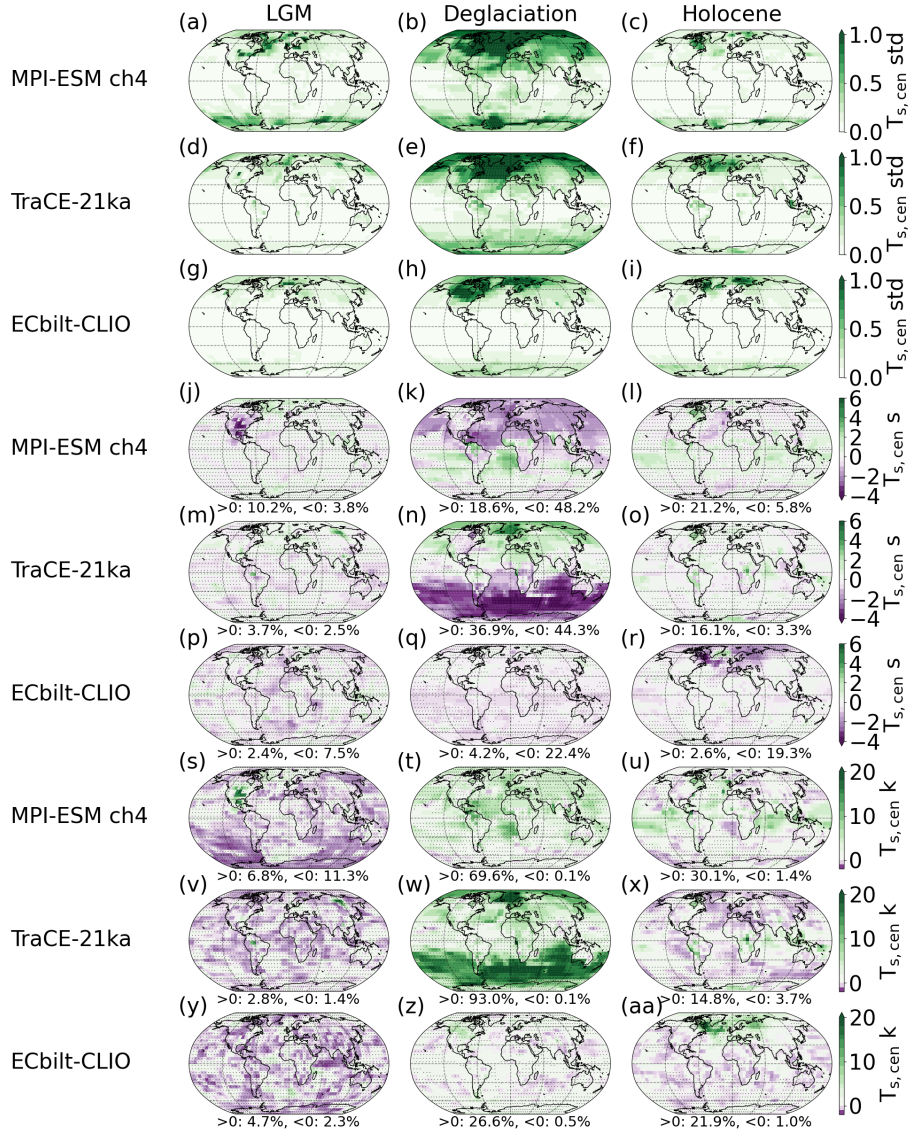 LGM Deglaciation Holocene
(a) (b) (c)
MPI-ESM ch4
1.0
0.5
0.0
T_s, cen std
(d) (e) (f)
TraCE-21ka
1.0
0.5
0.0
T_s, cen std
(g) (h) (i)
ECbilt-CLIO
1.0
0.5
0.0
T_s, cen std
(j) (k) (l)
MPI-ESM ch4
6
4
2
0
−2
−4
T_s, cen s
>0: 10.2%, <0: 3.8% >0: 18.6%, <0: 48.2% >0: 21.2%, <0: 5.8%
(m) (n) (o)
TraCE-21ka
6
4
2
0
−2
−4
T_s, cen s
>0: 3.7%, <0: 2.5% >0: 36.9%, <0: 44.3% >0: 16.1%, <0: 3.3%
(p) (q) (r)
ECbilt-CLIO
6
4
2
0
−2
−4
T_s, cen s
>0: 2.4%, <0: 7.5% >0: 4.2%, <0: 22.4% >0: 2.6%, <0: 19.3%
(s) (t) (u)
MPI-ESM ch4
20
10
0
T_s, cen k
>0: 6.8%, <0: 11.3% >0: 69.6%, <0: 0.1% >0: 30.1%, <0: 1.4%
(v) (w) (x)
TraCE-21ka
20
10
0
T_s, cen k
>0: 2.8%, <0: 1.4% >0: 93.0%, <0: 0.1% >0: 14.8%, <0: 3.7%
(y) (z) (aa)
ECbilt-CLIO
20
10
0
T_s, cen k
>0: 4.7%, <0: 2.3% >0: 26.6%, <0: 0.5% >0: 21.9%, <0: 1.0%